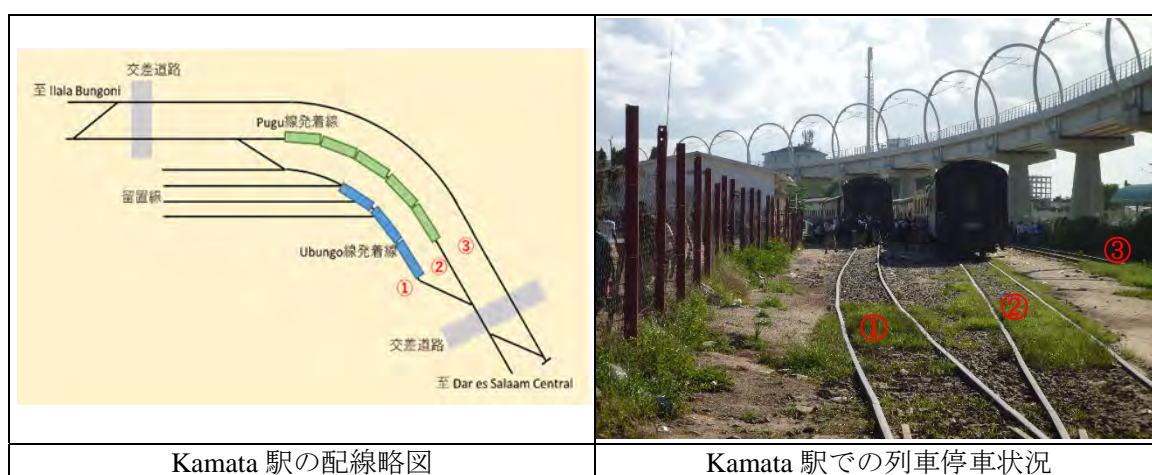 交差道路
至 Ilala Bungoni
Pugu線発着線
留置線
Ubungo線発着線
①
②
③
交差道路
至 Dar es Salaam Central
①
②
③
Kamata 駅の配線略図
Kamata 駅での列車停車状況